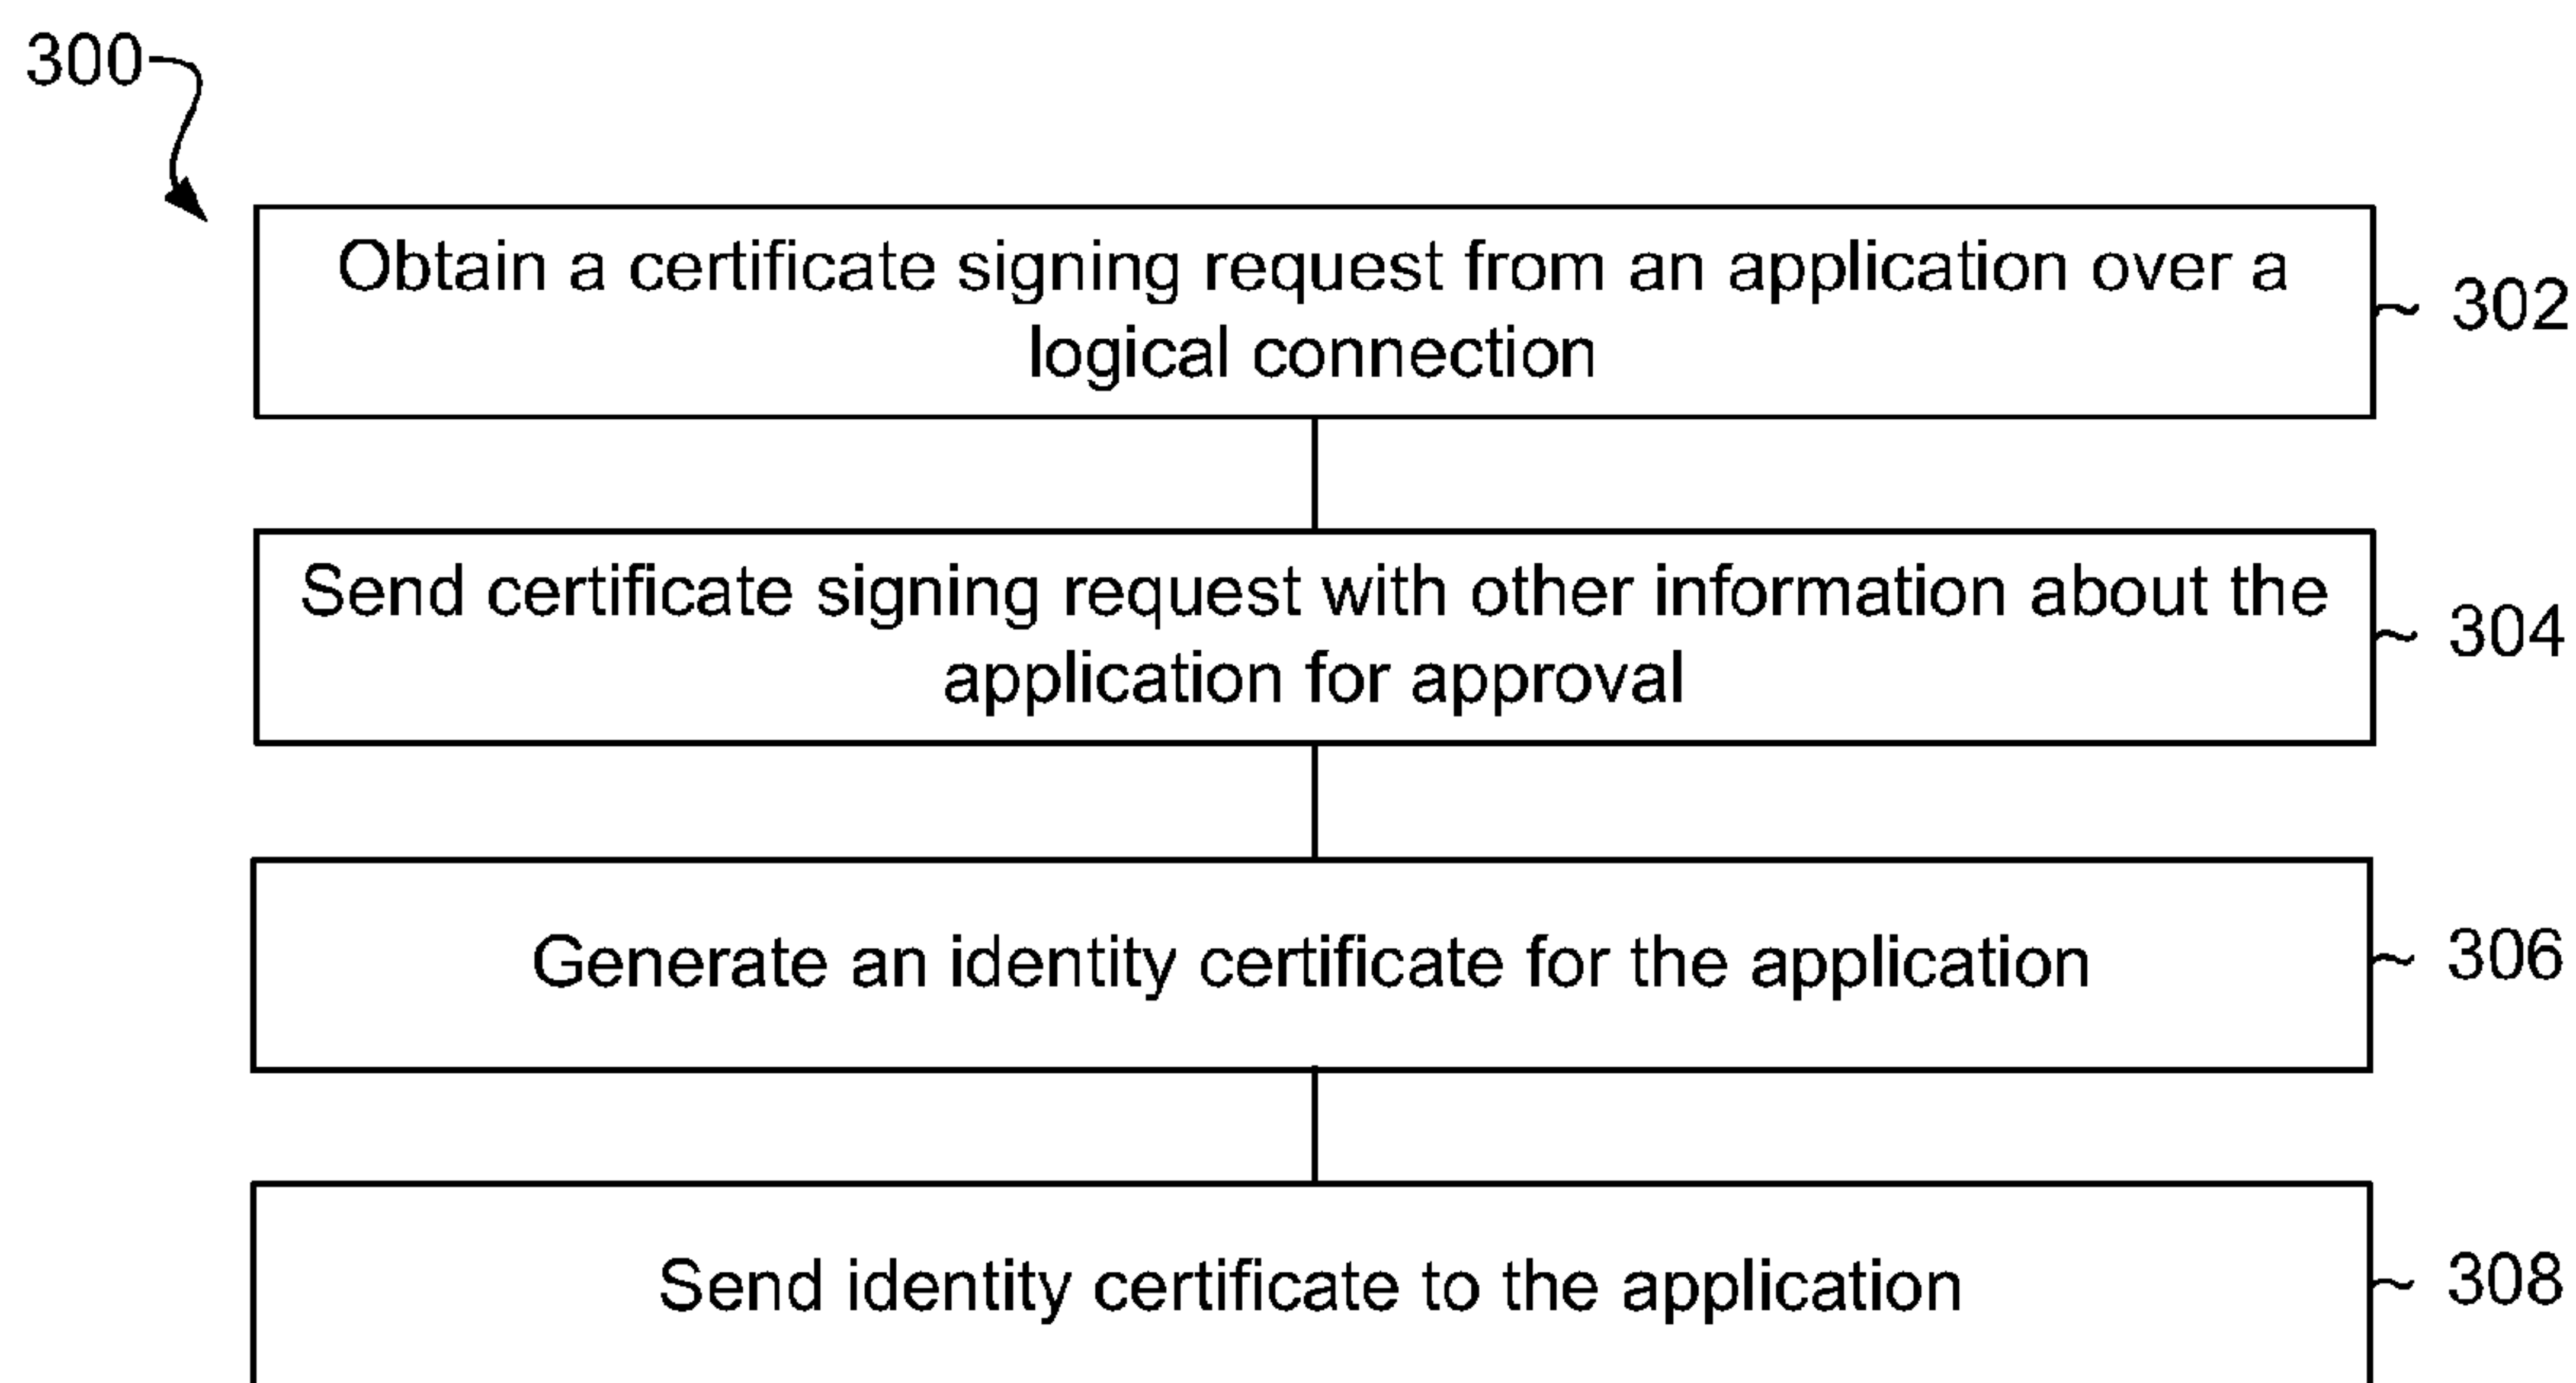 300
Obtain a certificate signing request from an application over a
logical connection
302
Send certificate signing request with other information about the
application for approval
304
Generate an identity certificate for the application
306
Send identity certificate to the application
308